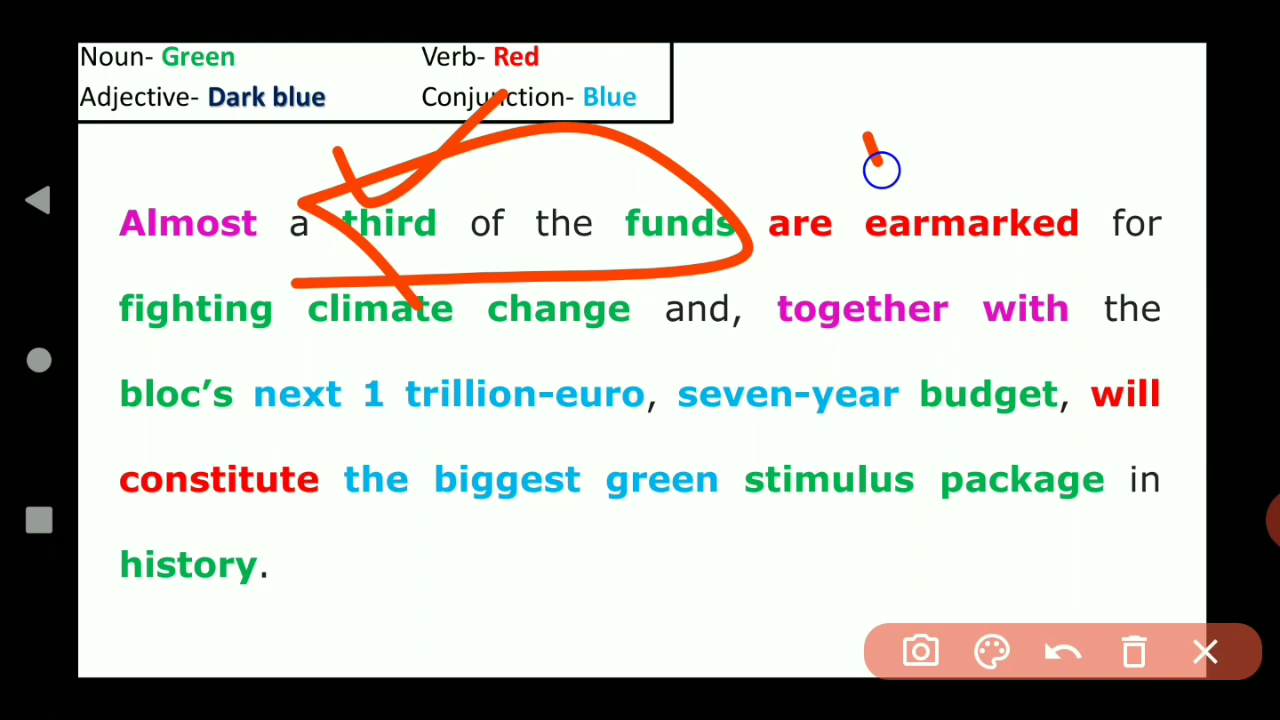 Noun- Green Verb- Red
Adjective- Dark blue Conjunction- Blue
Almost a third of the funds are earmarked for
fighting climate change and, together with the
bloc’s next 1 trillion-euro, seven-year budget, will
constitute the biggest green stimulus package in
history.